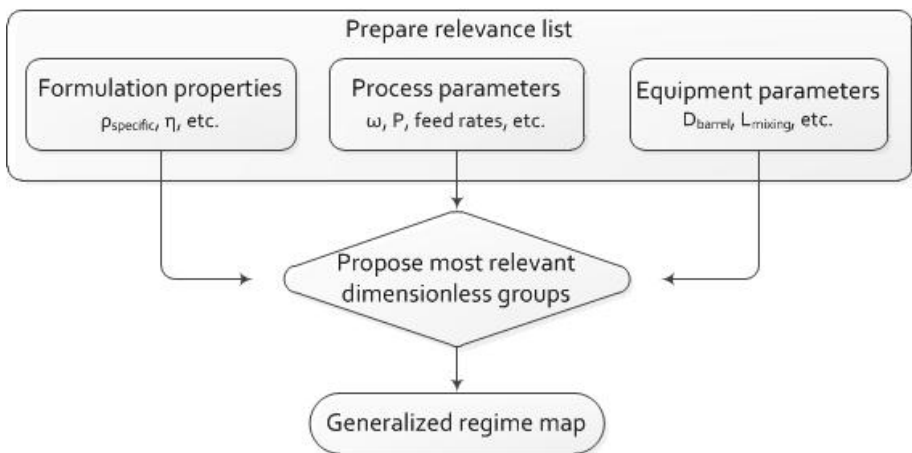 Prepare relevance list
Formulation properties
ρspecific, η, etc.
Process parameters
ω, P, feed rates, etc.
Equipment parameters
Dbarrel, Lmixing, etc.
Propose most relevant
dimensionless groups
Generalized regime map